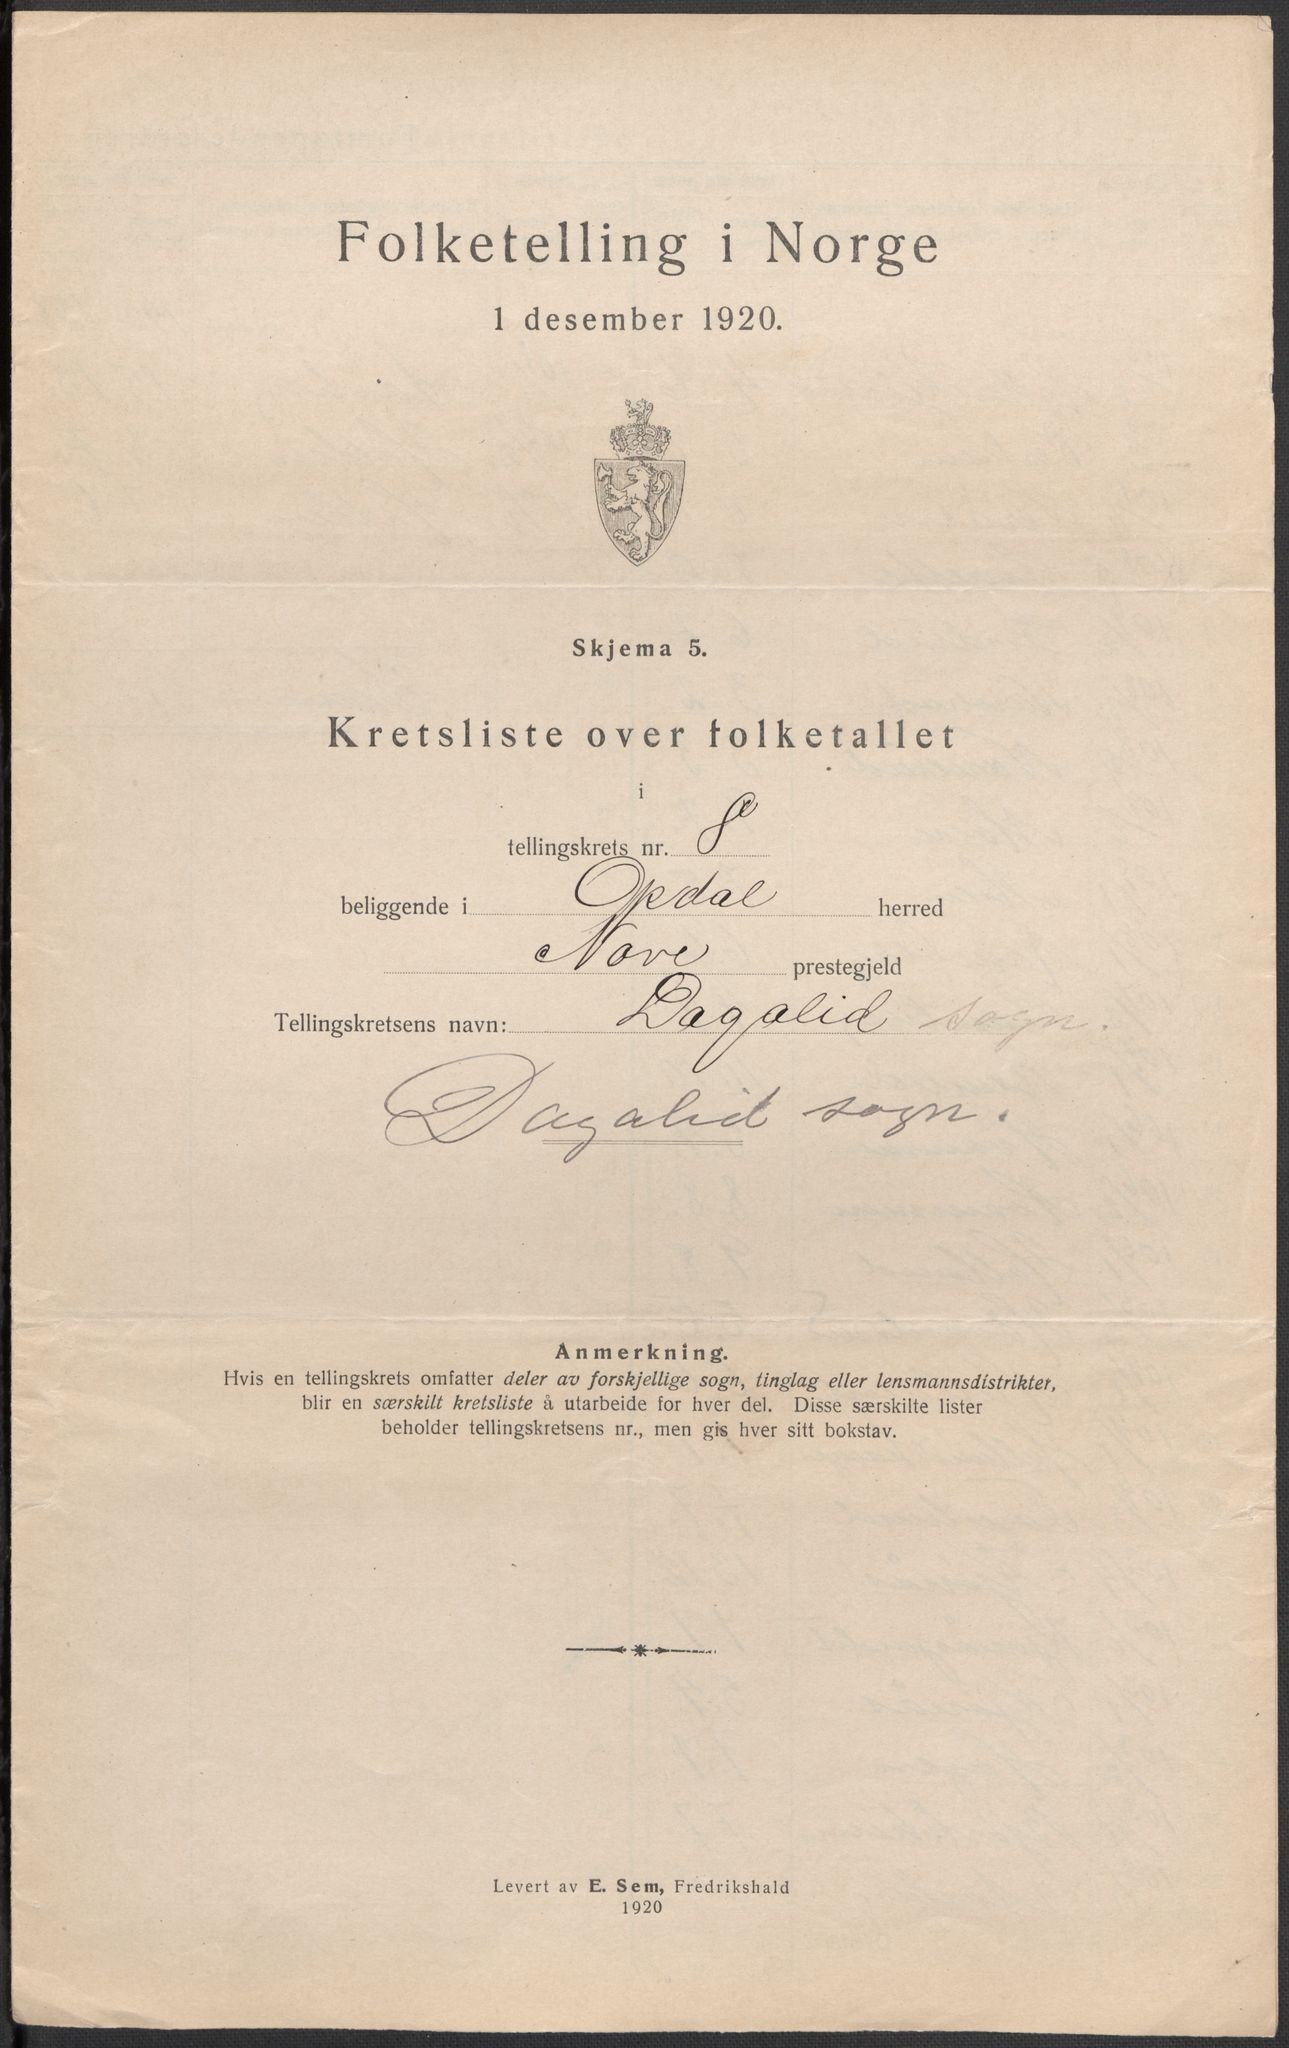 Folketelling i Norge
1 desember 1920.
Skjema 5.
Kretsliste over folketallet
i
tellingskrets nr. 8
beliggende i Opdal herred
Nore prestegjeld
Tellingskretsens navn: Dagalid sogn.
Dagalid sogn.
Anmerkning.
Hvis en tellingskrets omfatter deler av forskjellige sogn, tinglag eller lensmannsdistrikter,
blir en særskilt kretsliste å utarbeide for hver del. Disse særskilte lister
beholder tellingskretsens nr., men gis hver sitt bokstav.
Levert av E. Sem, Fredrikshald
1920